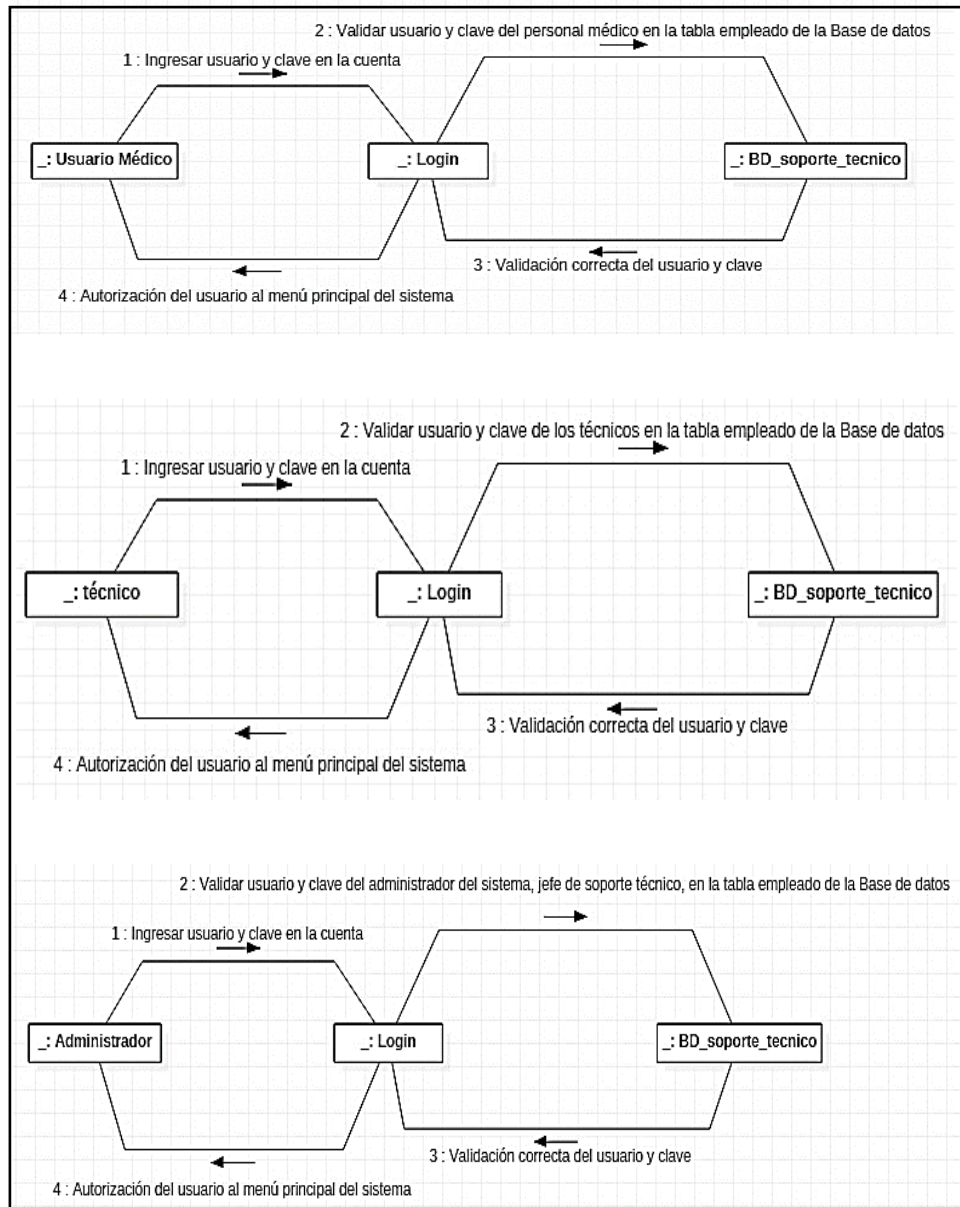 2 : Validar usuario y clave del personal médico en la tabla empleado de la Base de datos
1 : Ingresar usuario y clave en la cuenta
_: Usuario Médico
_: Login
_: BD_soporte_tecnico
3 : Validación correcta del usuario y clave
4 : Autorización del usuario al menú principal del sistema
2 : Validar usuario y clave de los técnicos en la tabla empleado de la Base de datos
1 : Ingresar usuario y clave en la cuenta
_: técnico
_: Login
_: BD_soporte_tecnico
3 : Validación correcta del usuario y clave
4 : Autorización del usuario al menú principal del sistema
2 : Validar usuario y clave del administrador del sistema, jefe de soporte técnico, en la tabla empleado de la Base de datos
1 : Ingresar usuario y clave en la cuenta
_: Administrador
_: Login
_: BD_soporte_tecnico
3 : Validación correcta del usuario y clave
4 : Autorización del usuario al menú principal del sistema